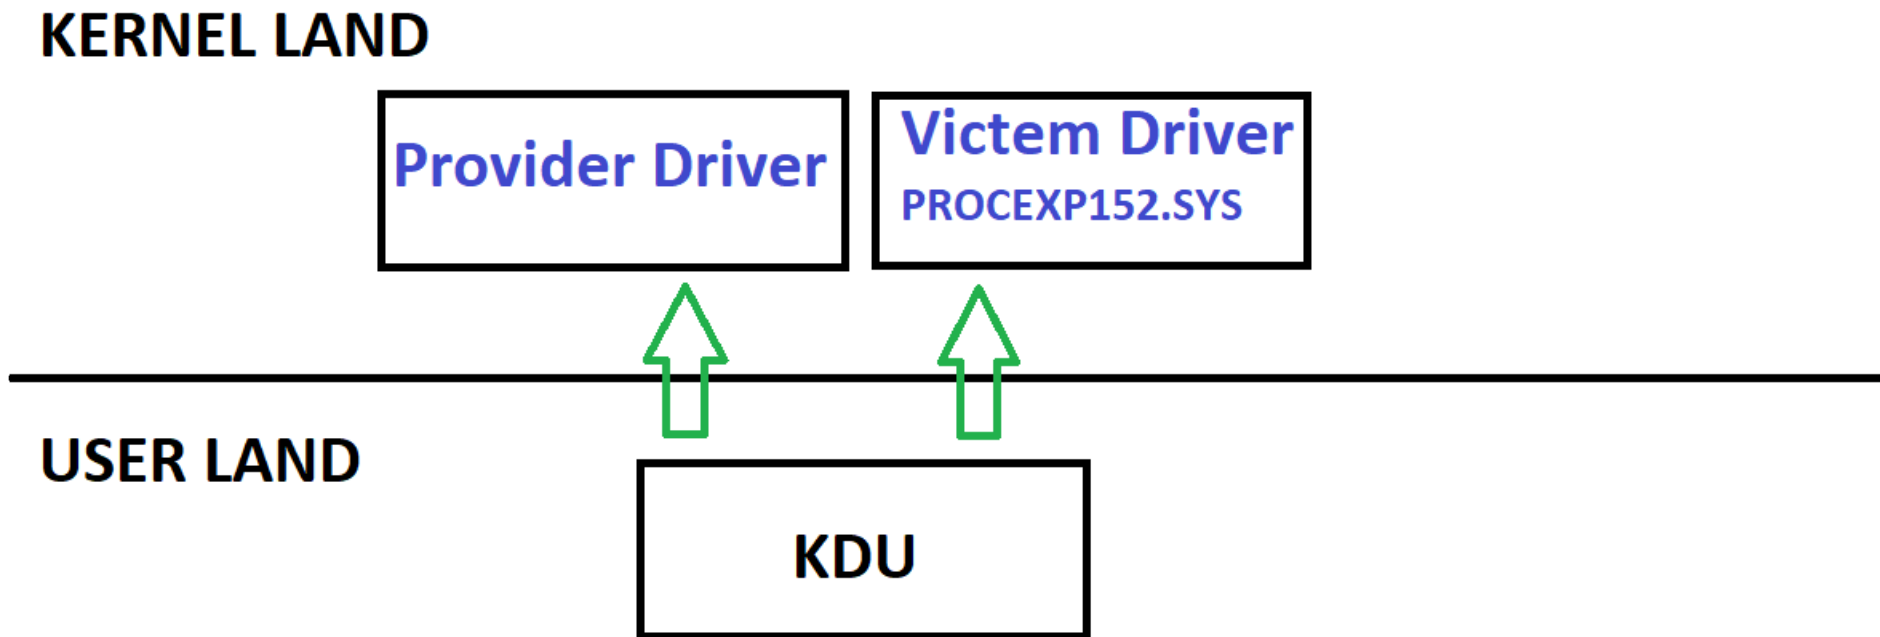 KERNEL LAND
Provider Driver
Victem Driver
PROCEXP152.SYS
USER LAND
KDU